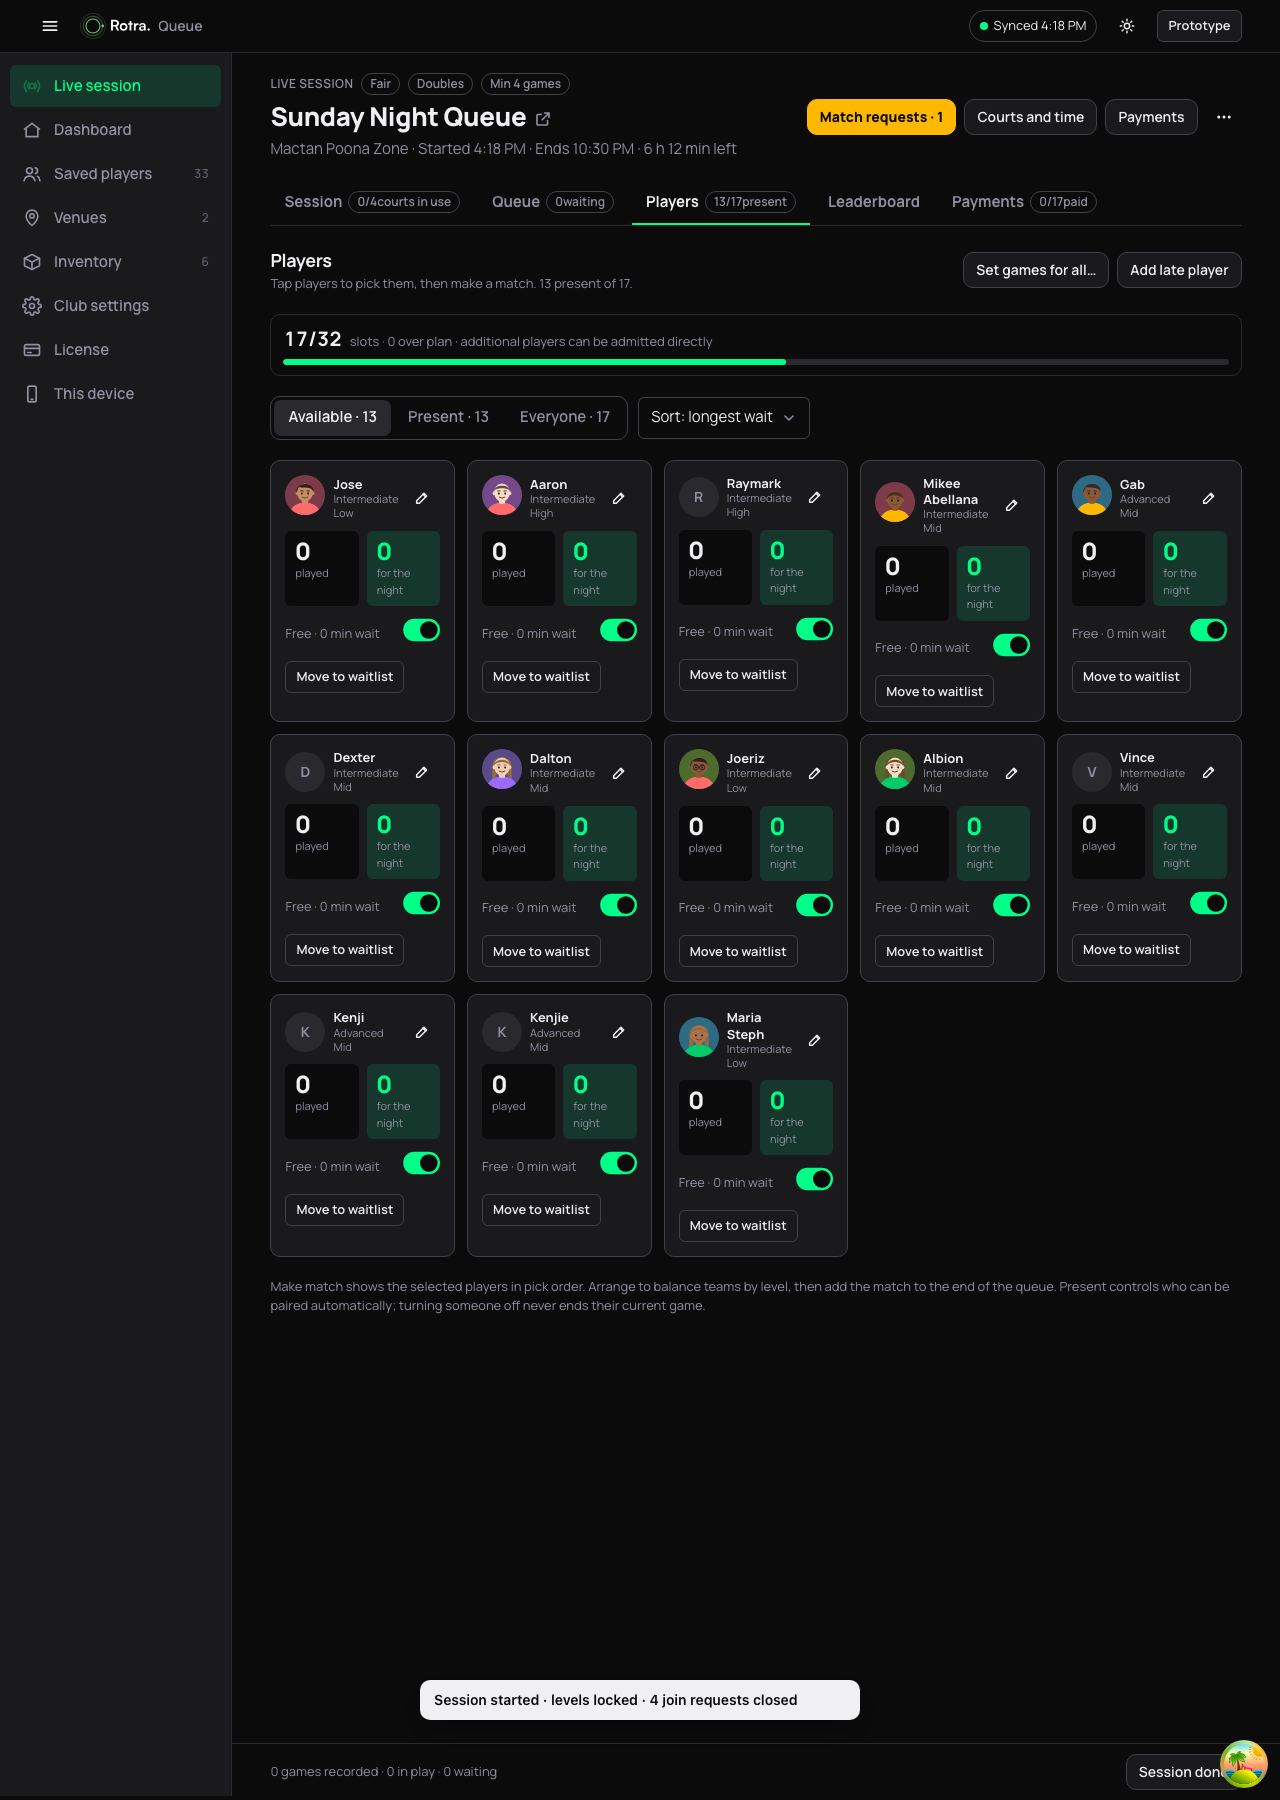 Rotra. Queue
Synced 4:18 PM
Prototype
Live session
Dashboard
Saved players 33
Venues 2
Inventory 6
Club settings
License
This device
LIVE SESSION Fair Doubles Min 4 games
Sunday Night Queue
Mactan Poona Zone · Started 4:18 PM · Ends 10:30 PM · 6 h 12 min left
Match requests · 1
Courts and time
Payments
Session 0/4courts in use
Queue 0waiting
Players 13/17present
Leaderboard
Payments 0/17paid
Players
Tap players to pick them, then make a match. 13 present of 17.
Set games for all...
Add late player
17/32 slots · 0 over plan · additional players can be admitted directly
Available · 13
Present · 13
Everyone · 17
Sort: longest wait
Jose
Intermediate
Low
0
played
0
for the
night
Free · 0 min wait
Move to waitlist
Aaron
Intermediate
High
0
played
0
for the
night
Free · 0 min wait
Move to waitlist
R
Raymark
Intermediate
High
0
played
0
for the
night
Free · 0 min wait
Move to waitlist
Mikee
Abellana
Intermediate
Mid
0
played
0
for the
night
Free · 0 min wait
Move to waitlist
Gab
Advanced
Mid
0
played
0
for the
night
Free · 0 min wait
Move to waitlist
D
Dexter
Intermediate
Mid
0
played
0
for the
night
Free · 0 min wait
Move to waitlist
Dalton
Intermediate
Mid
0
played
0
for the
night
Free · 0 min wait
Move to waitlist
Joeriz
Intermediate
Low
0
played
0
for the
night
Free · 0 min wait
Move to waitlist
Albion
Intermediate
Mid
0
played
0
for the
night
Free · 0 min wait
Move to waitlist
V
Vince
Intermediate
Mid
0
played
0
for the
night
Free · 0 min wait
Move to waitlist
K
Kenji
Advanced
Mid
0
played
0
for the
night
Free · 0 min wait
Move to waitlist
K
Kenjie
Advanced
Mid
0
played
0
for the
night
Free · 0 min wait
Move to waitlist
Maria
Steph
Intermediate
Low
0
played
0
for the
night
Free · 0 min wait
Move to waitlist
Make match shows the selected players in pick order. Arrange to balance teams by level, then add the match to the end of the queue. Present controls who can be
paired automatically; turning someone off never ends their current game.
Session started · levels locked · 4 join requests closed
0 games recorded · 0 in play · 0 waiting
Session done